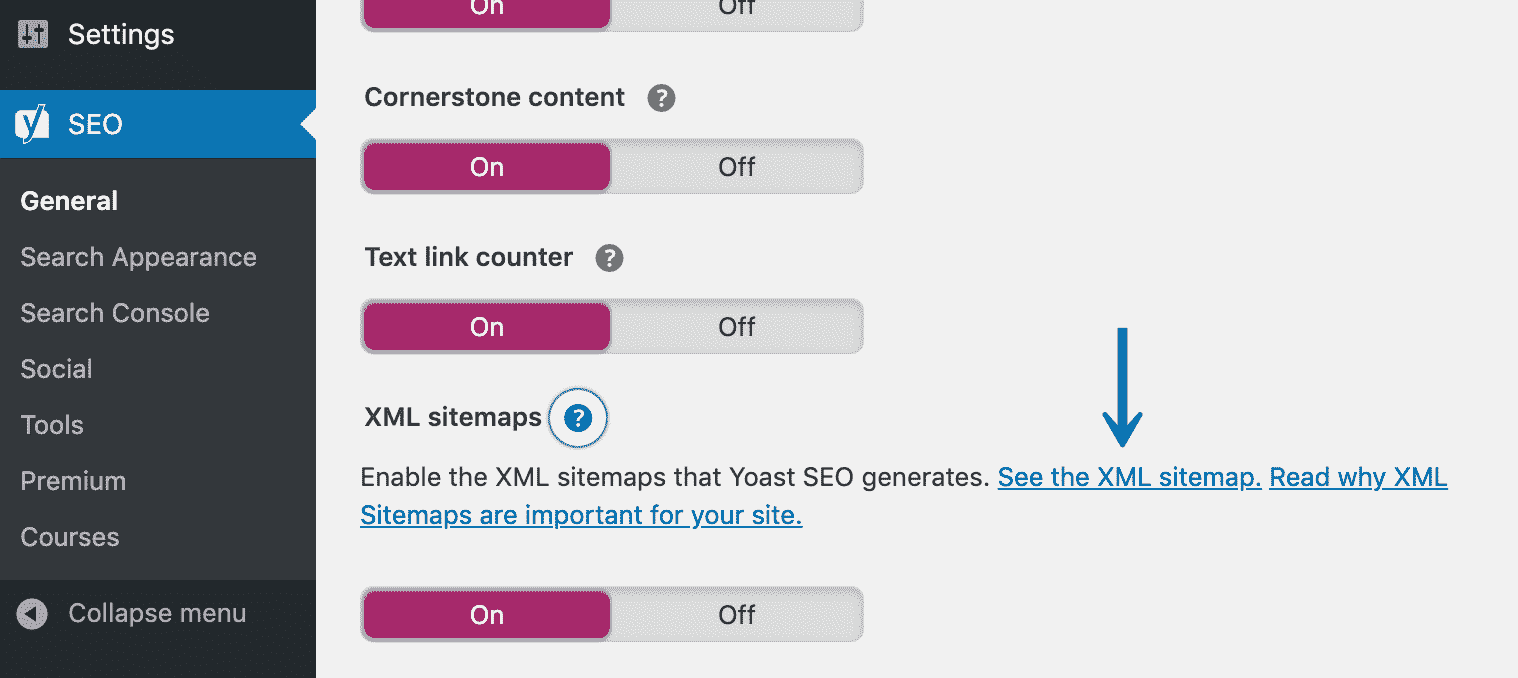 Settings
SEO
General
Search Appearance
Search Console
Social
Tools
Premium
Courses
Collapse menu
On Off
Cornerstone content ?
On Off
Text link counter ?
On Off
XML sitemaps ?
Enable the XML sitemaps that Yoast SEO generates. See the XML sitemap. Read why XML
Sitemaps are important for your site.
On Off